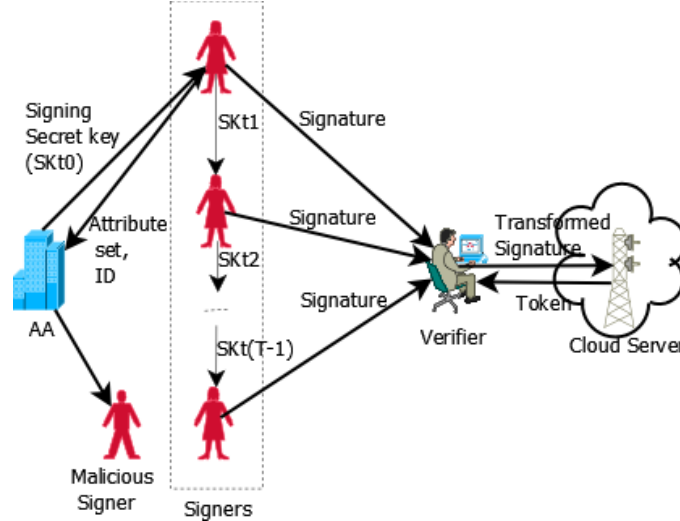 Signing
Secret key
(SKt0)
SKt1
Signature
Attribute
set,
ID
SKt2
Signature
Transformed
Signature
Signature
Token
AA
Verifier
Cloud Server
SKt(T-1)
Malicious
Signer
Signers